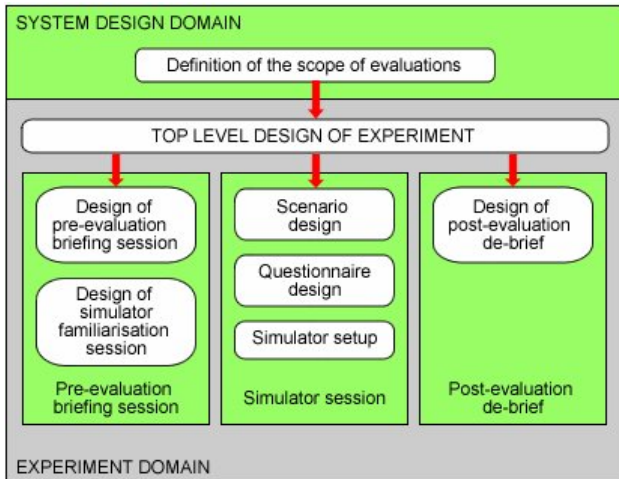 SYSTEM DESIGN DOMAIN
Definition of the scope of evaluations
TOP LEVEL DESIGN OF EXPERIMENT
Design of
pre-evaluation
briefing session
Design of
simulator
familiarisation
session
Pre-evaluation
briefing session
Scenario
design
Questionnaire
design
Simulator setup
Simulator session
Design of
post-evaluation
de-brief
Post-evaluation
de-brief
EXPERIMENT DOMAIN